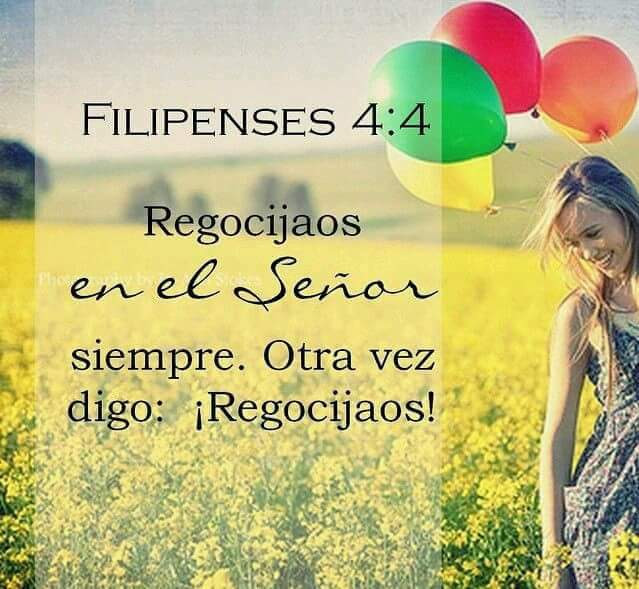 FILIPENSES 4:4
Regocijaos
en el Señor
siempre. Otra vez
digo: ¡Regocijaos!